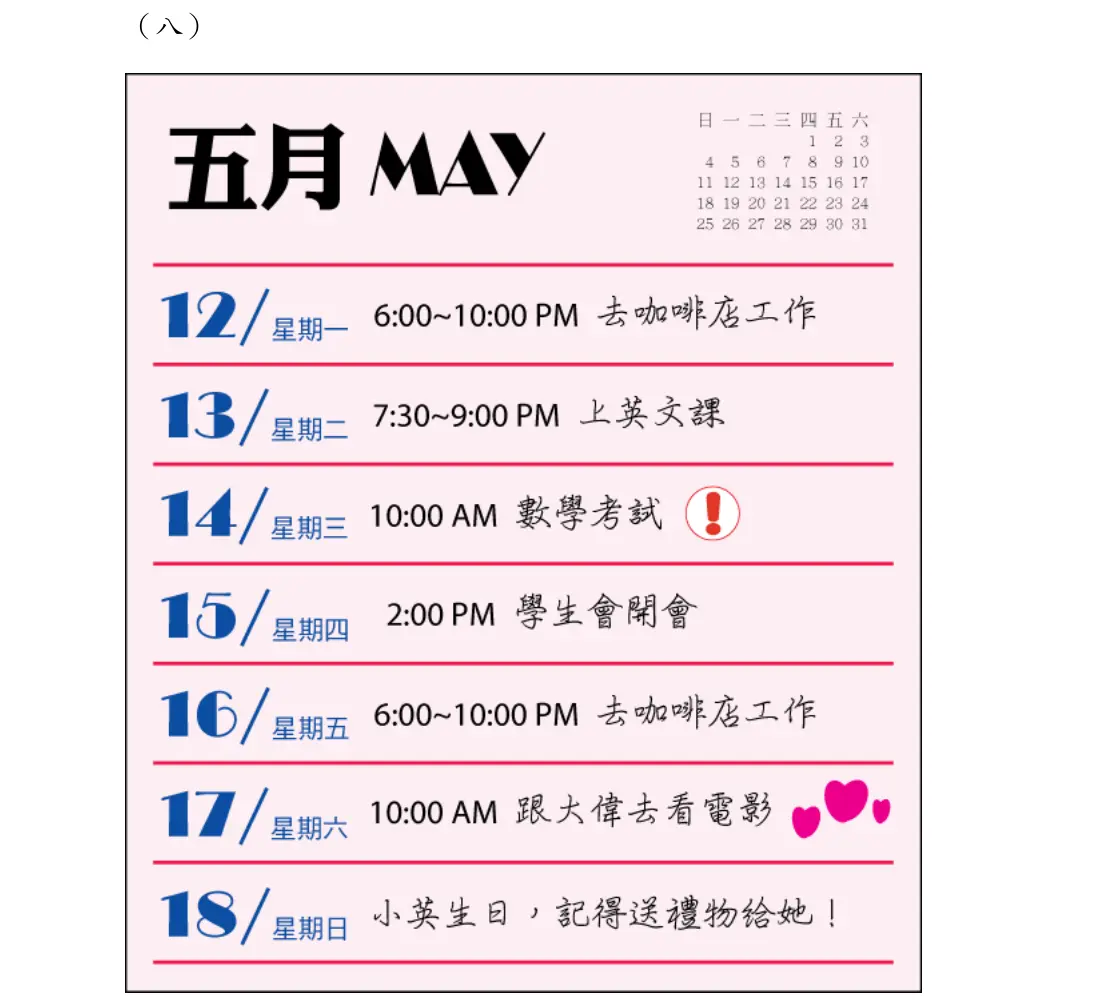 （八）
五月 MAY
日 一 二 三 四 五 六
1 2 3
4 5 6 7 8 9 10
11 12 13 14 15 16 17
18 19 20 21 22 23 24
25 26 27 28 29 30 31
12/星期一 6:00~10:00 PM 去咖啡店工作
13/星期二 7:30~9:00 PM 上英文課
14/星期三 10:00 AM 數學考試 !
15/星期四 2:00 PM 學生會開會
16/星期五 6:00~10:00 PM 去咖啡店工作
17/星期六 10:00 AM 跟大偉去看電影
18/星期日 小英生日，記得送禮物給她！